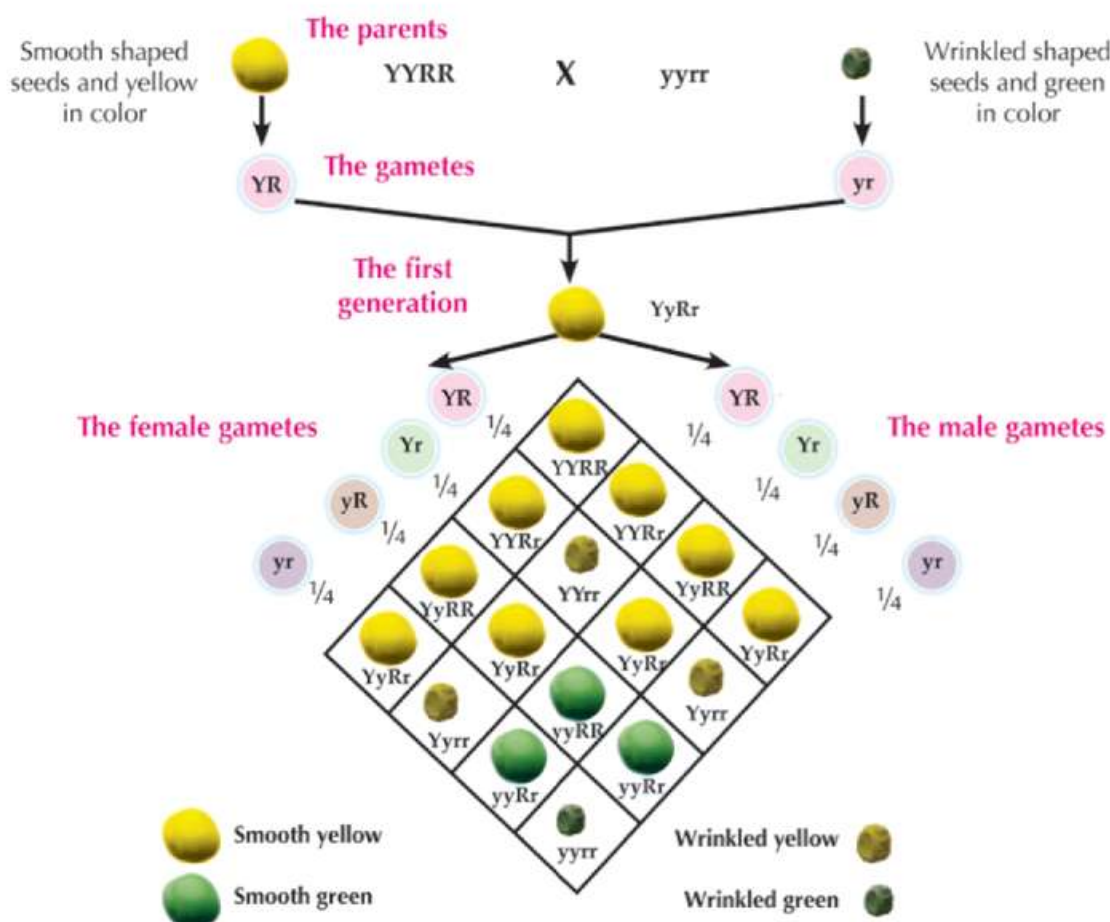 The parents
Smooth shaped
seeds and yellow
in color
YYRR X yyrr
Wrinkled shaped
seeds and green
in color
The gametes
YR
yr
The first
generation
YyRr
The female gametes
YR
1/4
Yr
1/4
yR
1/4
yr
1/4
The male gametes
YR
1/4
Yr
1/4
yR
1/4
yr
1/4
YYRR
YYRr YYRr
YyRR YYrr YyRR
YyRr YyRr YyRr YyRr
Yyrr yyRR Yyrr
yyRr yyRr
yyrr
Smooth yellow
Smooth green
Wrinkled yellow
Wrinkled green